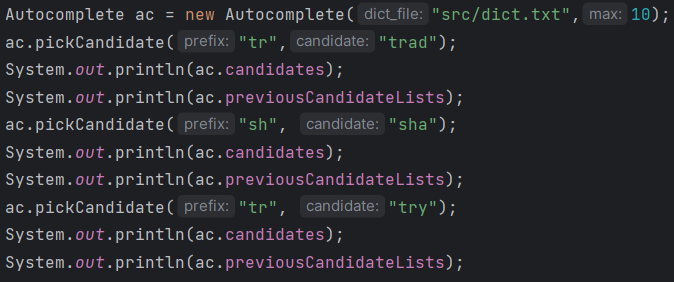 Autocomplete ac = new Autocomplete( dict_file: "src/dict.txt", max: 10);
ac.pickCandidate( prefix: "tr", candidate: "trad");
System.out.println(ac.candidates);
System.out.println(ac.previousCandidateLists);
ac.pickCandidate( prefix: "sh", candidate: "sha");
System.out.println(ac.candidates);
System.out.println(ac.previousCandidateLists);
ac.pickCandidate( prefix: "tr", candidate: "try");
System.out.println(ac.candidates);
System.out.println(ac.previousCandidateLists);